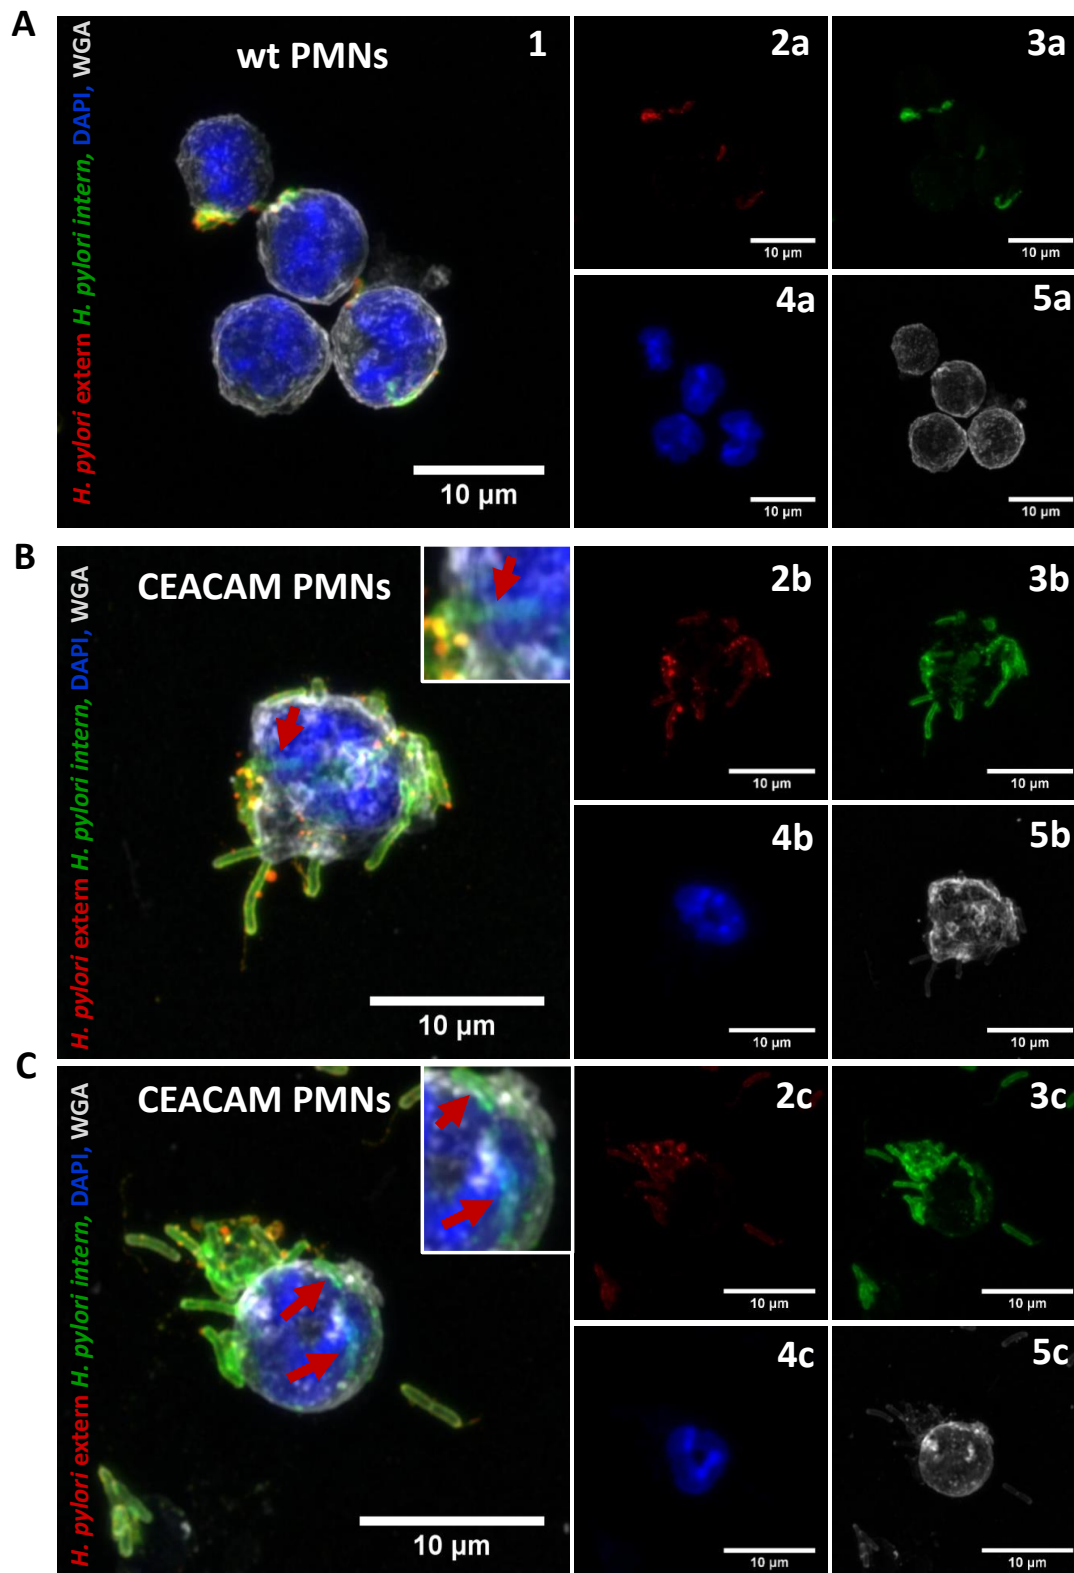 A
H. pylori extern H. pylori intern, DAPI, WGA
wt PMNs
1
10 µm
2a
10 µm
3a
10 µm
4a
10 µm
5a
10 µm
B
H. pylori extern H. pylori intern, DAPI, WGA
CEACAM PMNs
10 µm
2b
10 µm
3b
10 µm
4b
10 µm
5b
10 µm
C
H. pylori extern H. pylori intern, DAPI, WGA
CEACAM PMNs
10 µm
2c
10 µm
3c
10 µm
4c
10 µm
5c
10 µm